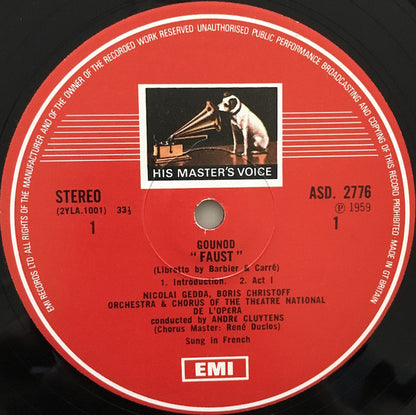 EMI RECORDS LTD ALL RIGHTS OF THE MANUFACTURER AND OF THE OWNER OF THE RECORDED WORK RESERVED UNAUTHORISED PUBLIC PERFORMANCE BROADCASTING AND COPYING OF THIS RECORD PROHIBITED MADE IN GT BRITAIN
HIS MASTER'S VOICE
STEREO
(2YLA.1001) 33⅓
1
ASD. 2776
Ⓟ 1959
1
GOUNOD
"FAUST"
(Libretto by Barbier & Carré)
1. Introduction. 2. Act I
NICOLAI GEDDA, BORIS CHRISTOFF
ORCHESTRA & CHORUS OF THE THEATRE NATIONAL
DE L'OPERA
conducted by ANDRE CLUYTENS
(Chorus Master: René Duclos)
Sung in French
EMI